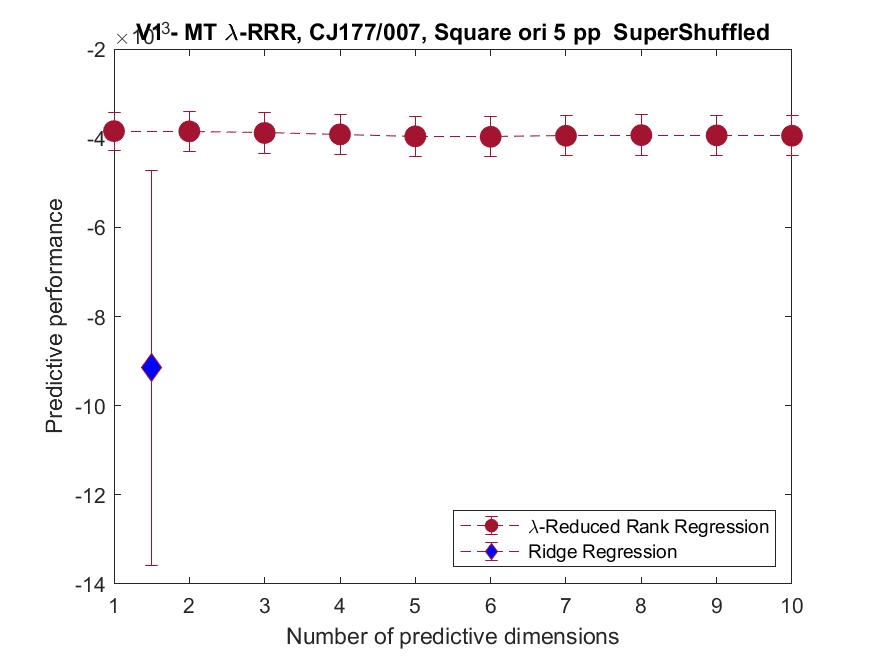 V1 - MT λ-RRR, CJ177/007, Square ori 5 pp SuperShuffled
-2
-4
-6
-8
-10
-12
-14
Predictive performance
λ-Reduced Rank Regression
Ridge Regression
1 2 3 4 5 6 7 8 9 10
Number of predictive dimensions